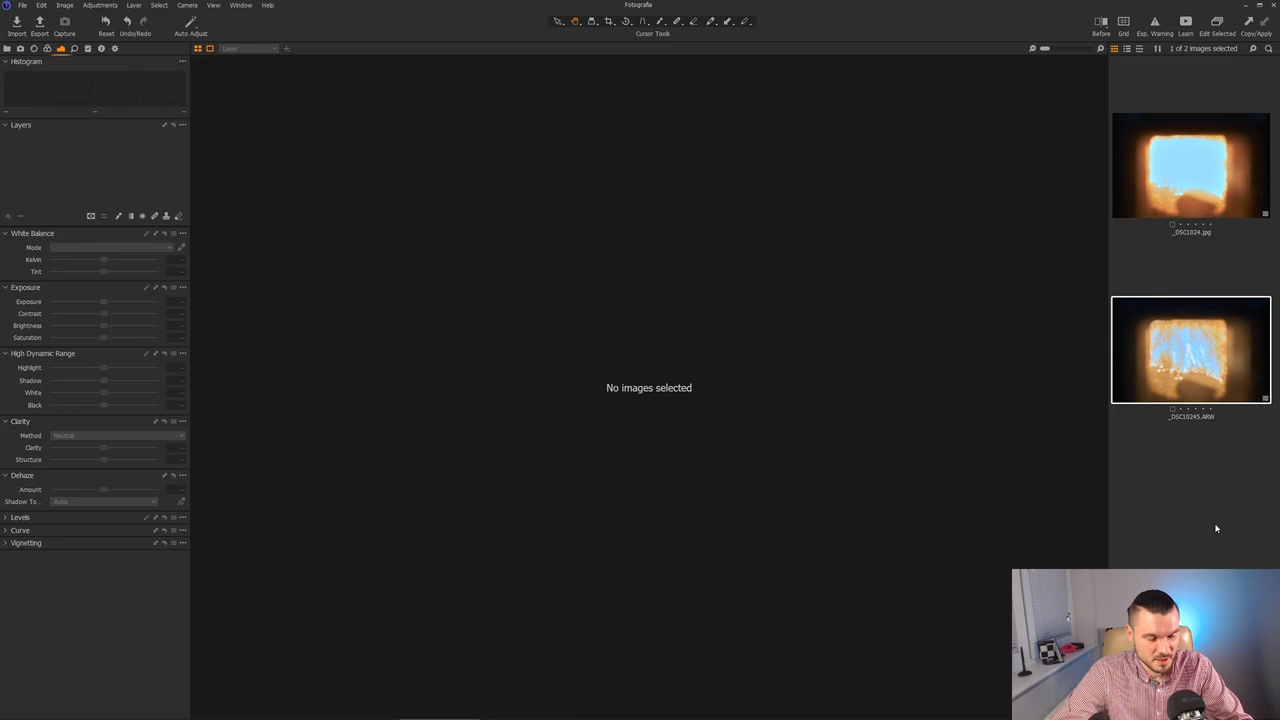 File Edit Image Adjustments Layer Select Camera View Window Help
Fotografia
Import Export Capture Reset Undo/Redo Auto Adjust
Cursor Tools
Before Grid Exp. Warning Learn Edit Selected Copy/Apply
Layer
1 of 2 images selected
Histogram
Layers
White Balance
Mode
Kelvin
Tint
Exposure
Exposure
Contrast
Brightness
Saturation
High Dynamic Range
Highlight
Shadow
White
Black
Clarity
Method Neutral
Clarity
Structure
Dehaze
Amount
Shadow To... Auto
Levels
Curve
Vignetting
No images selected
_DSC1024.jpg
_DSC10245.ARW